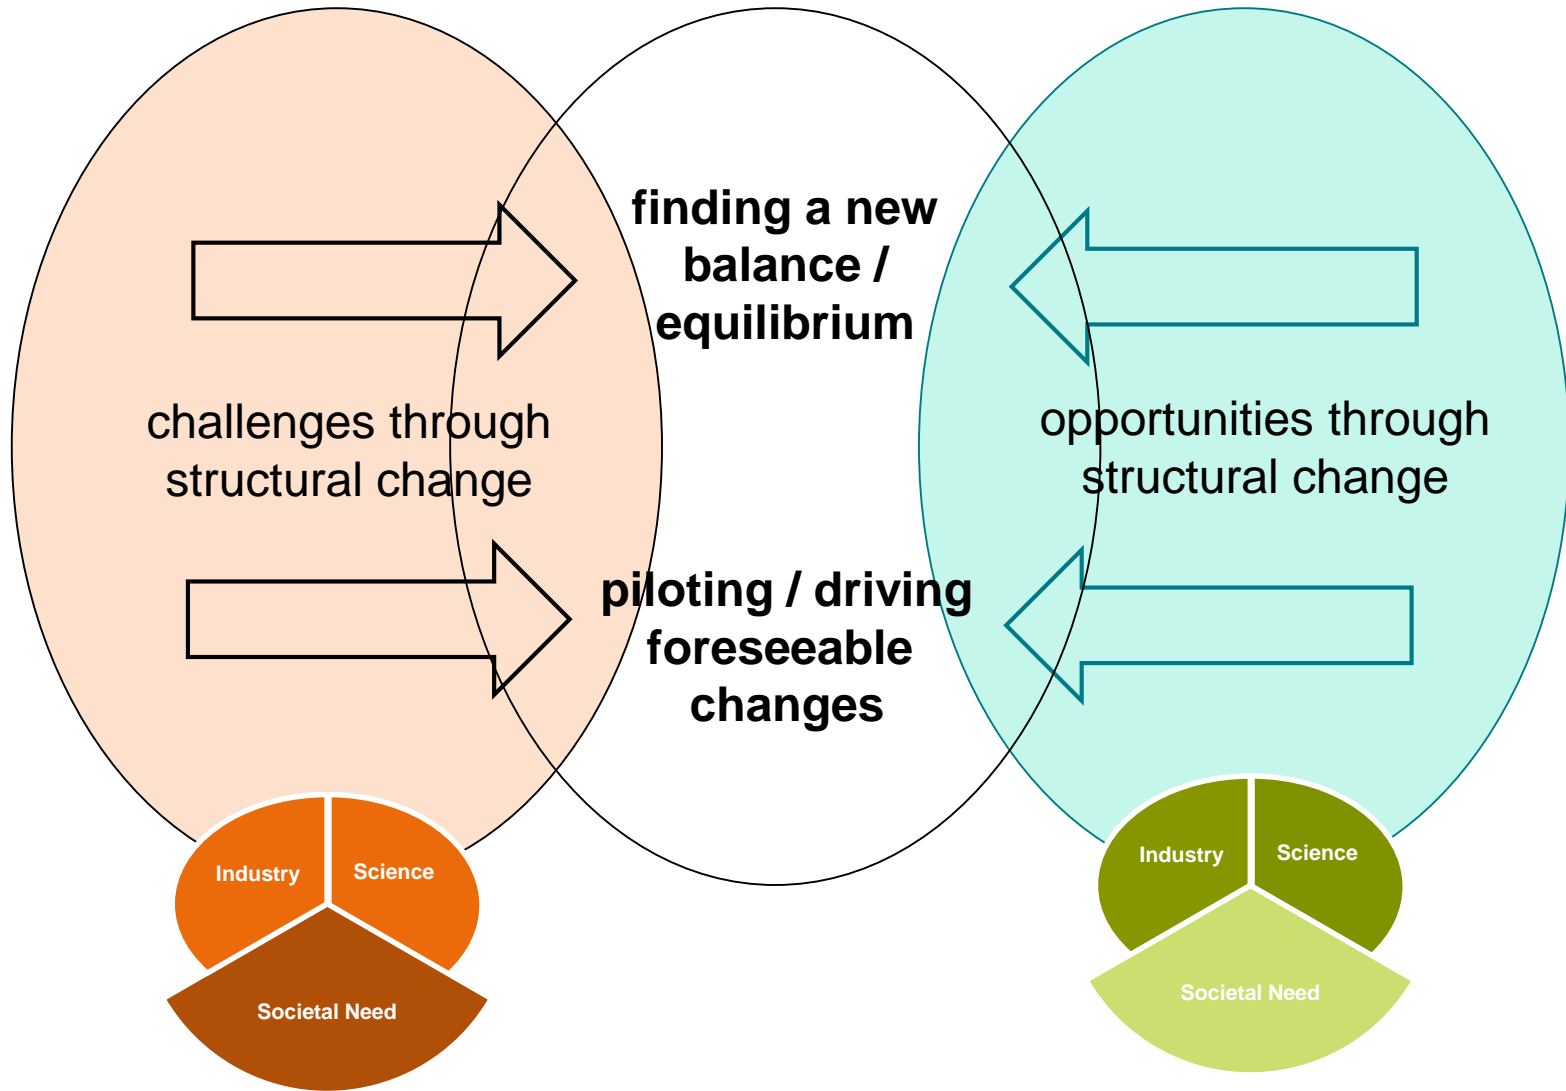 finding a new
balance /
equilibrium
challenges through
structural change
opportunities through
structural change
piloting / driving
foreseeable
changes
Industry
Science
Societal Need
Industry
Science
Societal Need